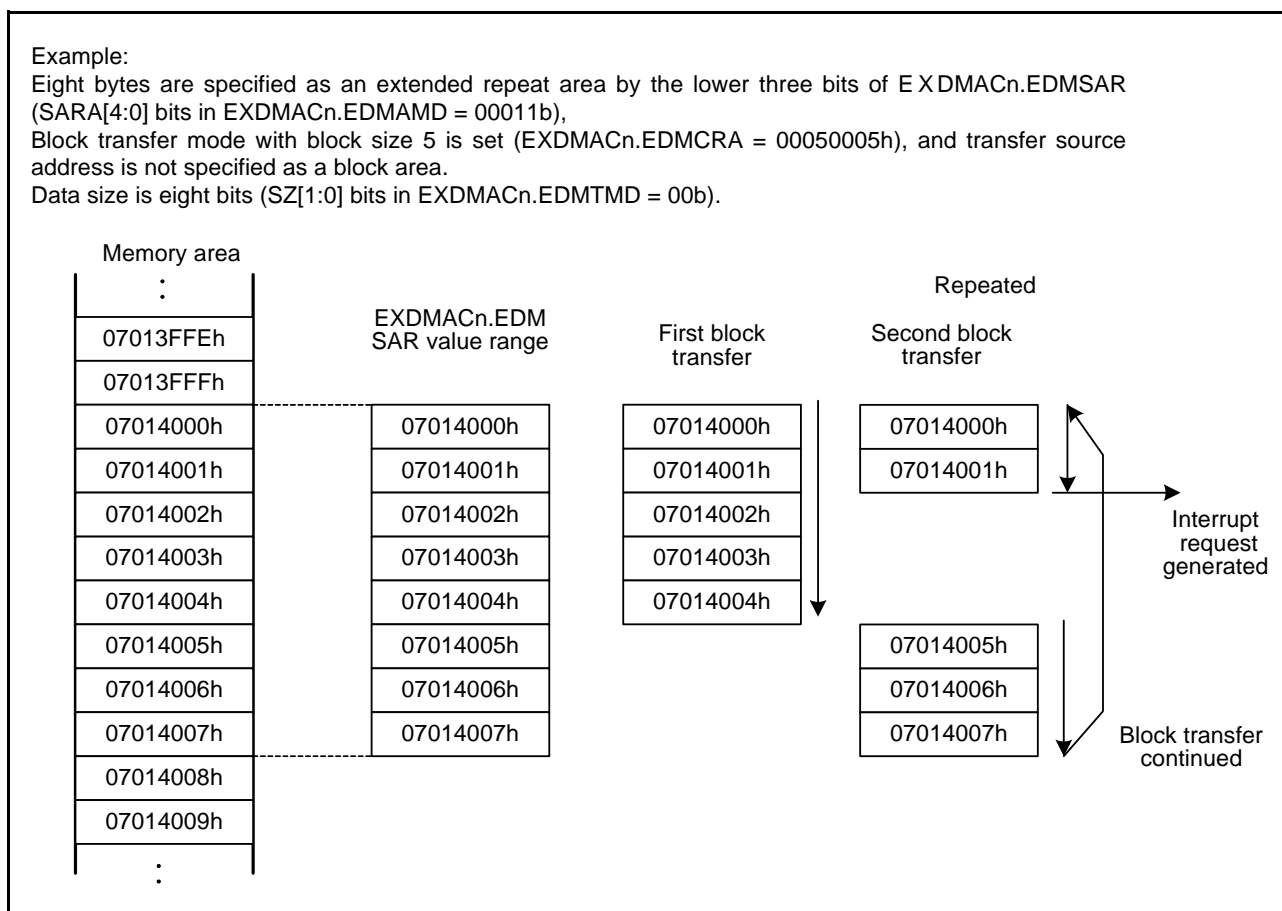 Example:
Eight bytes are specified as an extended repeat area by the lower three bits of E X DMACn.EDMSAR
(SARA[4:0] bits in EXDMACn.EDMAMD = 00011b),
Block transfer mode with block size 5 is set (EXDMACn.EDMCRA = 00050005h), and transfer source
address is not specified as a block area.
Data size is eight bits (SZ[1:0] bits in EXDMACn.EDMTMD = 00b).
Memory area
:
07013FFEh
07013FFFh
07014000h
07014001h
07014002h
07014003h
07014004h
07014005h
07014006h
07014007h
07014008h
07014009h
:
EXDMACn.EDM
SAR value range
07014000h
07014001h
07014002h
07014003h
07014004h
07014005h
07014006h
07014007h
First block
transfer
07014000h
07014001h
07014002h
07014003h
07014004h
Repeated
Second block
transfer
07014000h
07014001h
07014005h
07014006h
07014007h
Interrupt
request
generated
Block transfer
continued